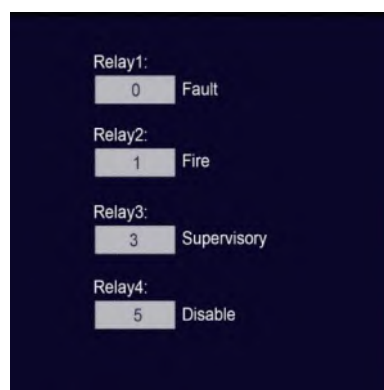 Relay1:
0 Fault
Relay2:
1 Fire
Relay3:
3 Supervisory
Relay4:
5 Disable